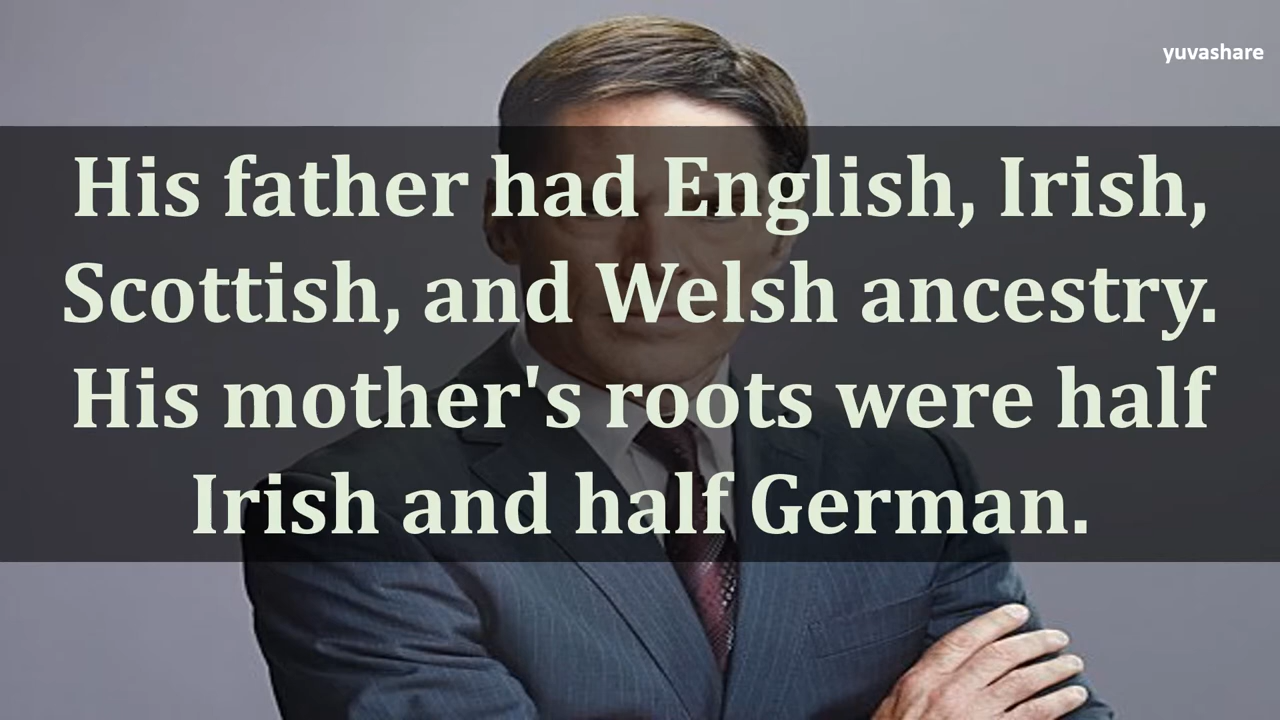 yuvashare
His father had English, Irish,
Scottish, and Welsh ancestry.
His mother's roots were half
Irish and half German.